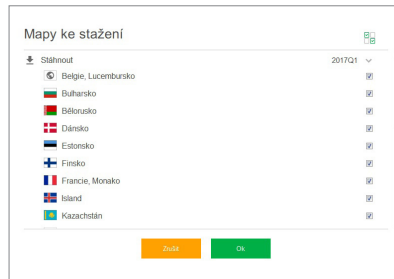 Mapy ke stažení
Stáhnout 2017Q1
Belgie, Lucembursko
Bulharsko
Bělorusko
Dánsko
Estonsko
Finsko
Francie, Monako
Island
Kazachstán
Zrušit Ok